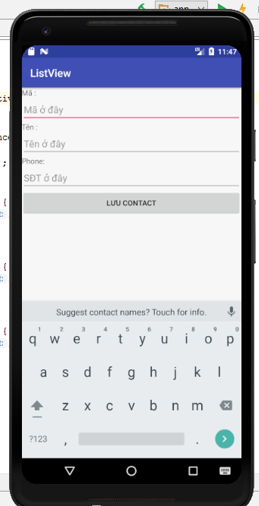 app
11:47
ListView
Mã :
Mã ở đây
Tên :
Tên ở đây
Phone:
SĐT ở đây
LƯU CONTACT
Suggest contact names? Touch for info.
1 2 3 4 5 6 7 8 9 0
q w e r t y u i o p
a s d f g h j k l
z x c v b n m
?123 , .